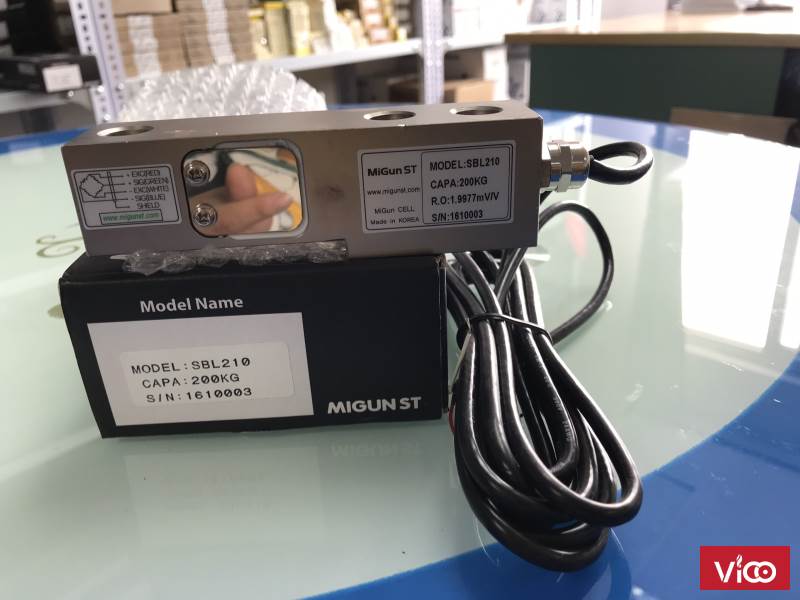 + EXC(RED)
+ SIG(GREEN)
- EXC(WHITE)
- SIG(BLUE)
SHIELD
www.migunst.com
MiGun ST
www.migunst.com
MiGun CELL
Made in KOREA
MODEL:SBL210
CAPA:200KG
R.O:1.9977mV/V
S/N:1610003
Model Name
MODEL:SBL210
CAPA:200KG
S/N:1610003
MIGUN ST
VICO